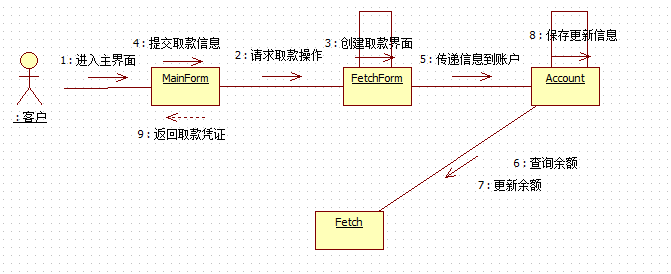 8：保存更新信息
4：提交取款信息
3：创建取款界面
2：请求取款操作
1：进入主界面
5：传递信息到账户
MainForm
FetchForm
Account
：客户
9：返回取款凭证
6：查询余额
7：更新余额
Fetch